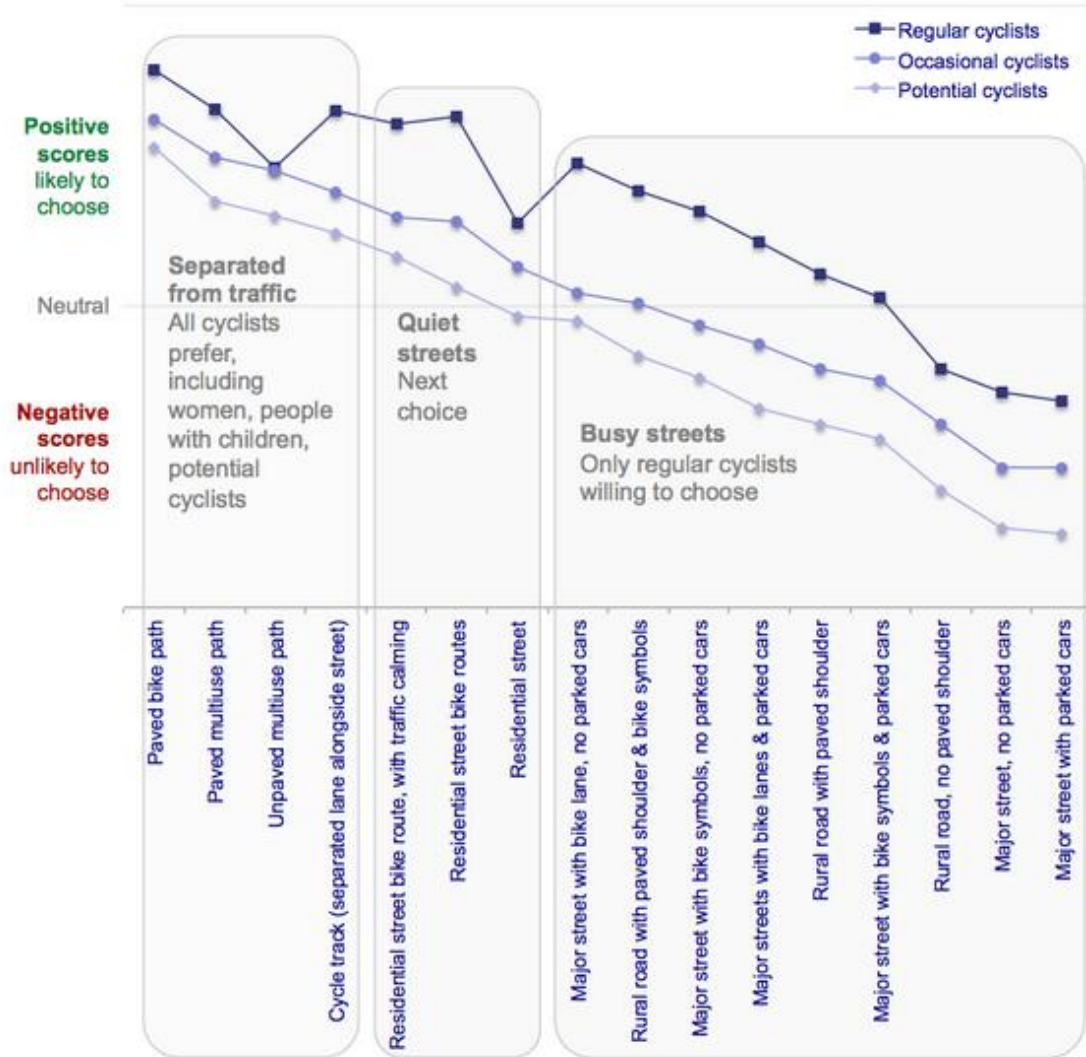 Regular cyclists
Occasional cyclists
Potential cyclists
Positive
scores
likely to
choose
Neutral
Negative
scores
unlikely to
choose
Separated
from traffic
All cyclists
prefer,
including
women, people
with children,
potential
cyclists
Quiet
streets
Next
choice
Busy streets
Only regular cyclists
willing to choose
Paved bike path
Paved multiuse path
Unpaved multiuse path
Cycle track (separated lane alongside street)
Residential street bike route, with traffic calming
Residential street bike routes
Residential street
Major street with bike lane, no parked cars
Rural road with paved shoulder & bike symbols
Major street with bike symbols, no parked cars
Major streets with bike lanes & parked cars
Rural road with paved shoulder
Major street with bike symbols & parked cars
Rural road, no paved shoulder
Major street, no parked cars
Major street with parked cars